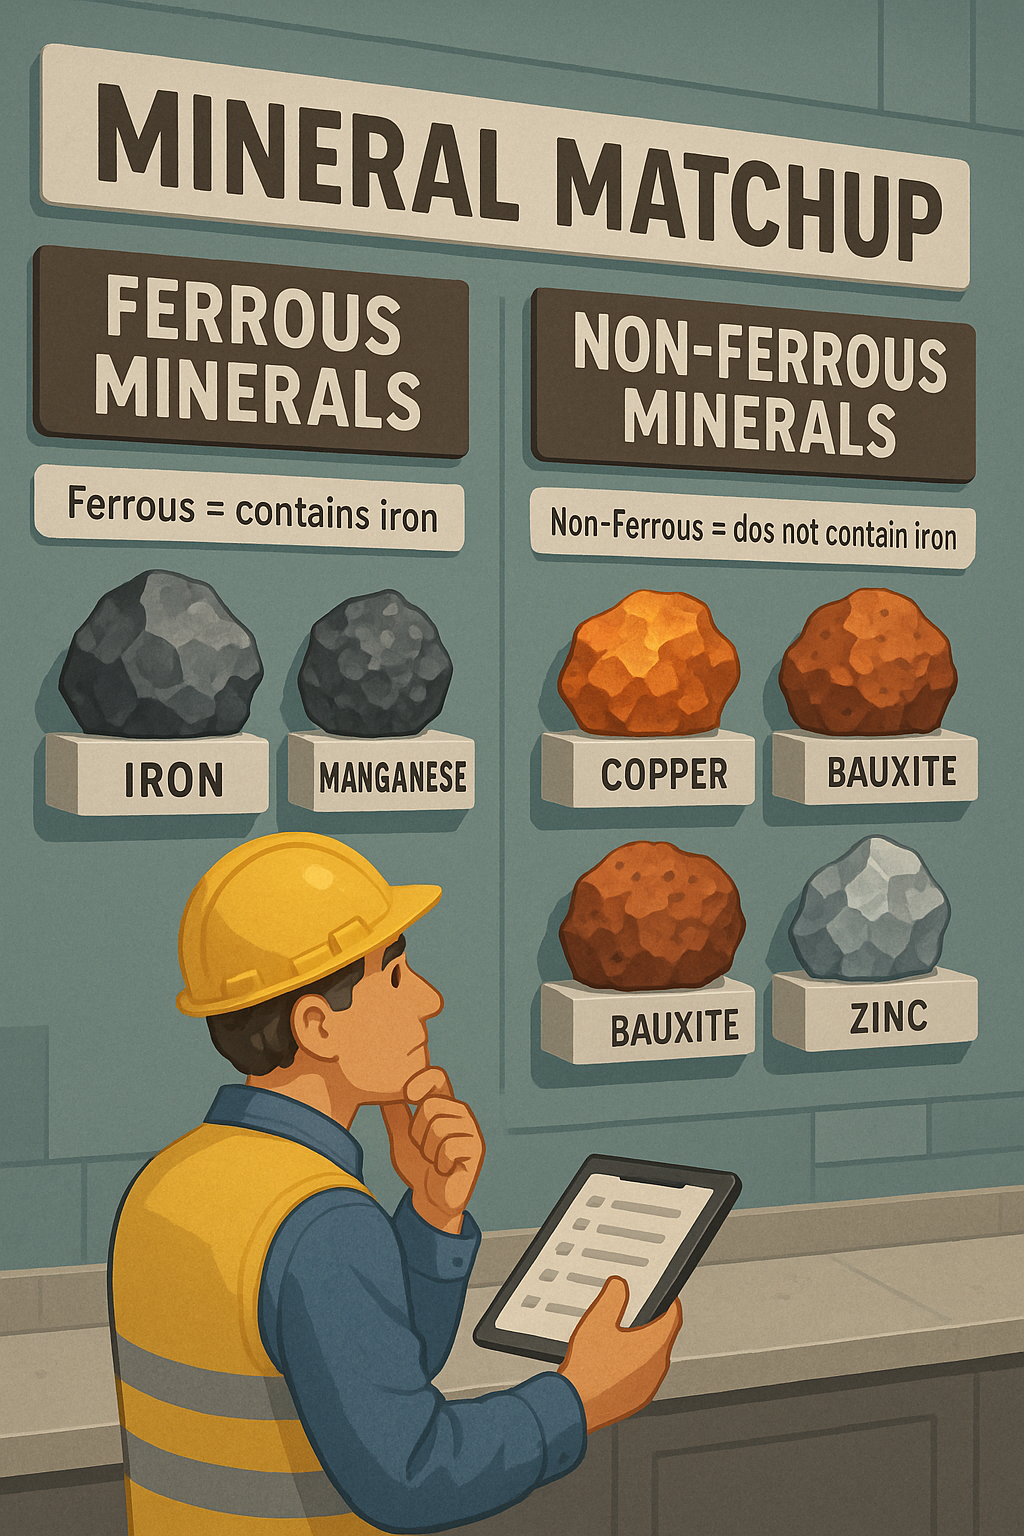 MINERAL MATCHUP
FERROUS
MINERALS
Ferrous = contains iron
IRON
MANGANESE
NON-FERROUS
MINERALS
Non-Ferrous = dos not contain iron
COPPER
BAUXITE
BAUXITE
ZINC